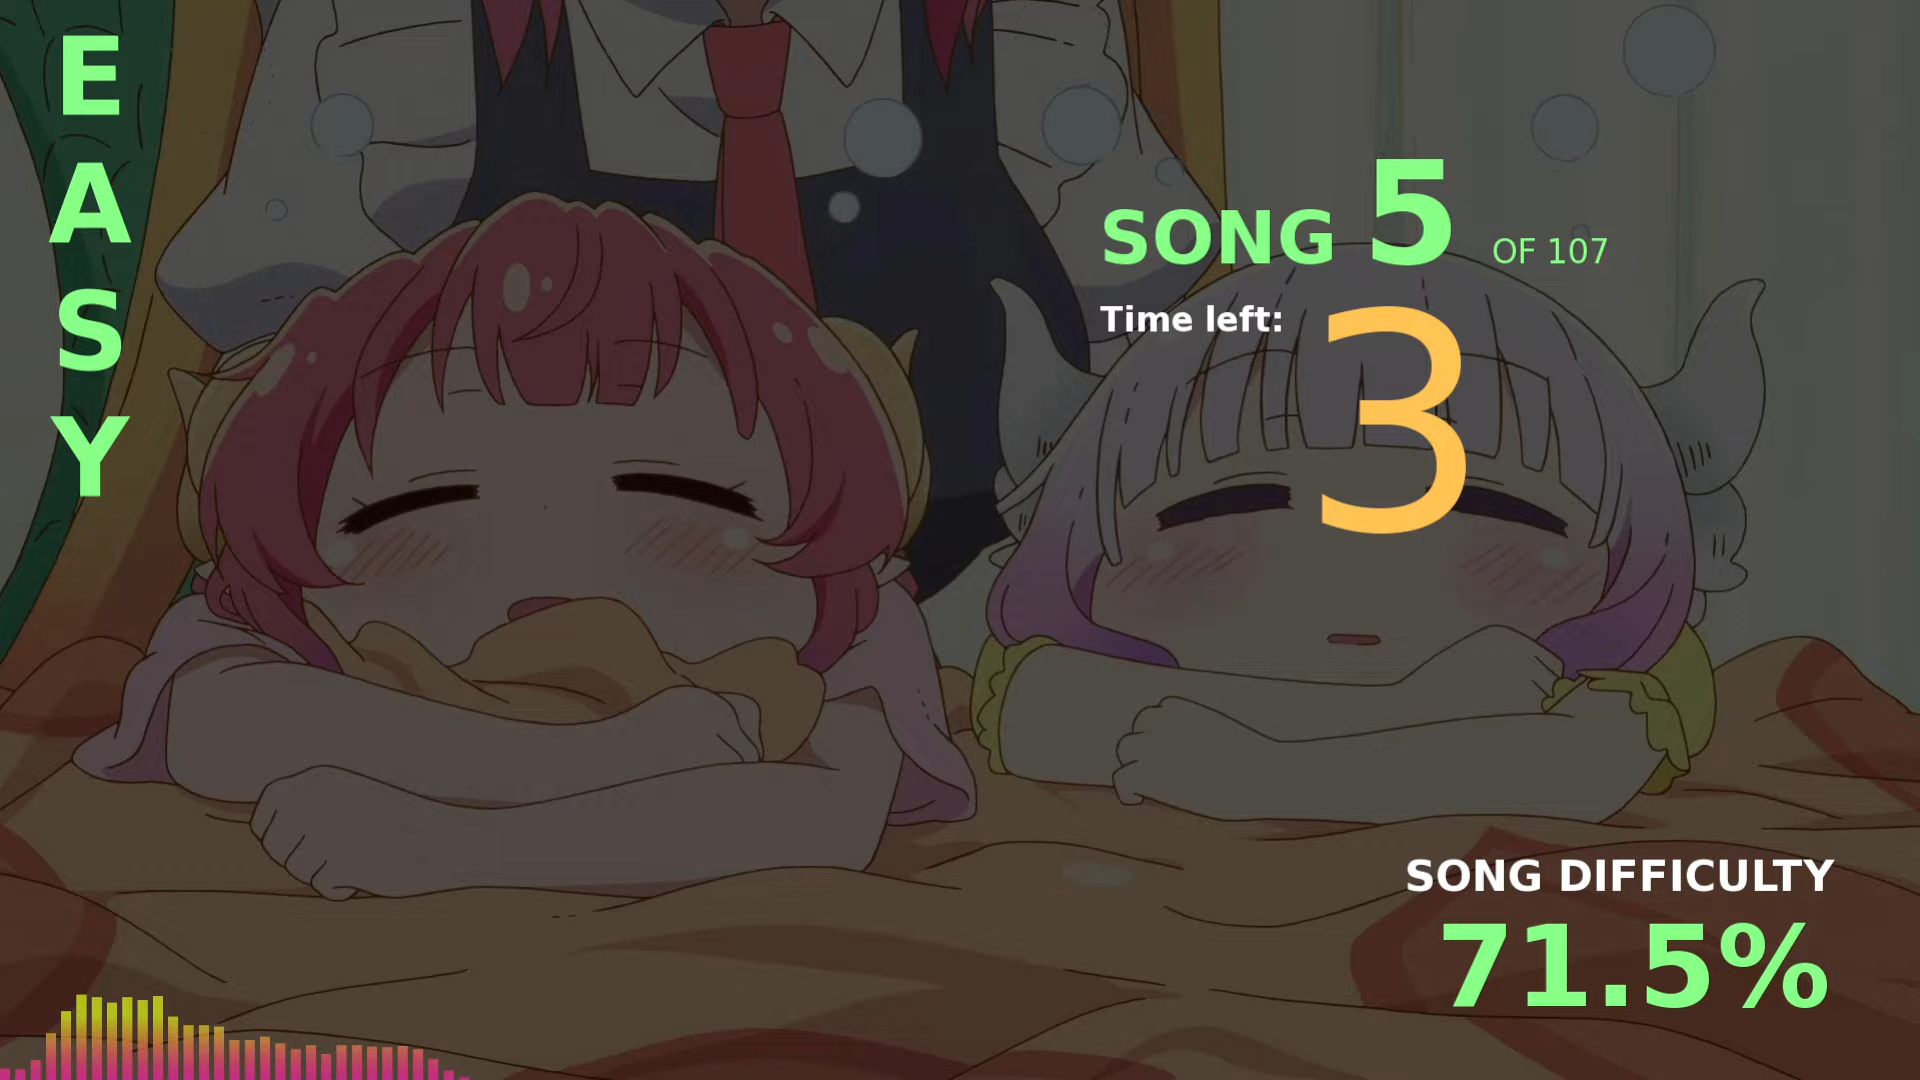 EASY
SONG 5 OF 107
Time left: 3
SONG DIFFICULTY
71.5%